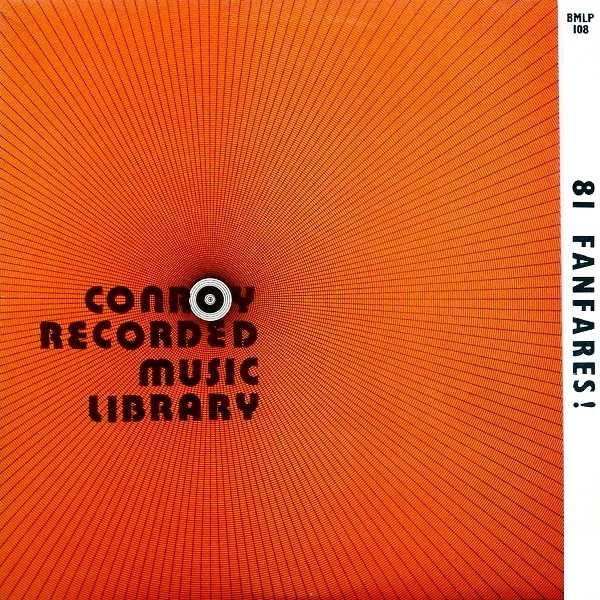 CONROY
RECORDED
MUSIC
LIBRARY
BMLP
108
81 FANFARES!